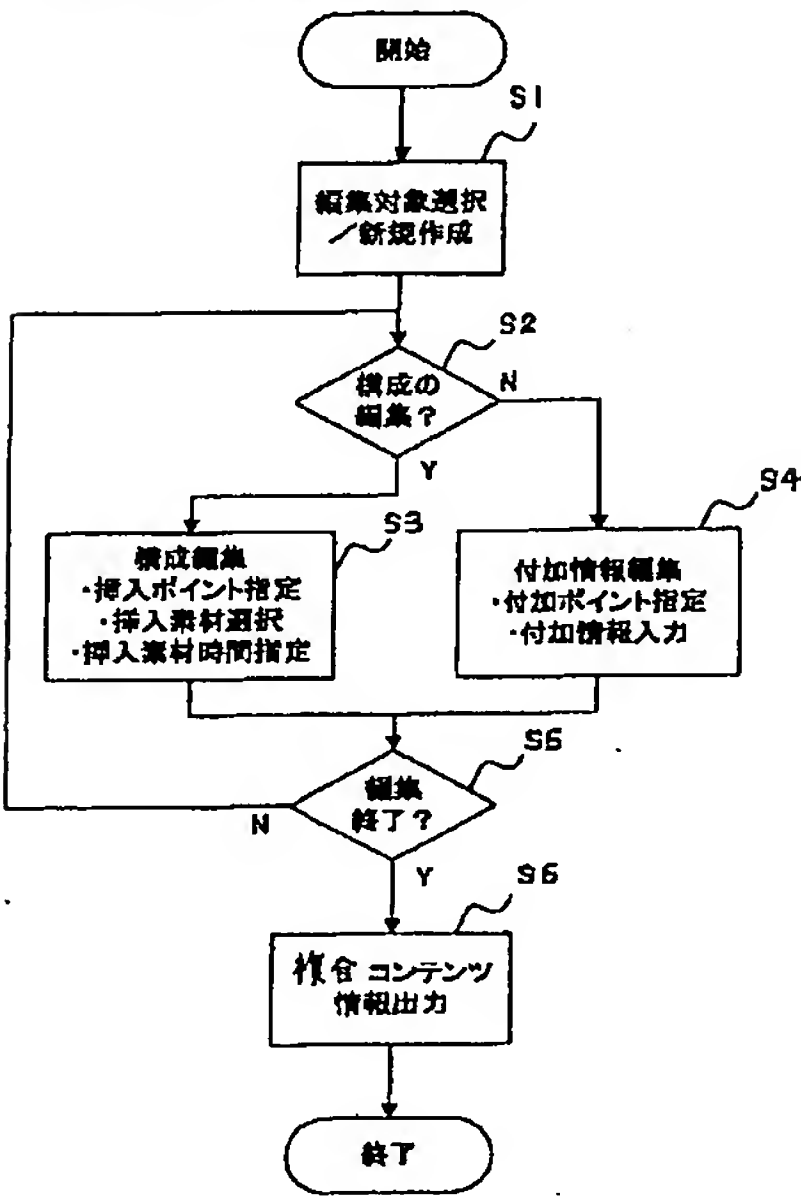 開始
S1
編集対象選択
／新規作成
S2
構成の
編集？
N
Y
S3
構成編集
・挿入ポイント指定
・挿入素材選択
・挿入素材時間指定
S4
付加情報編集
・付加ポイント指定
・付加情報入力
S5
編集
終了？
N
Y
S6
複合コンテンツ
情報出力
終了